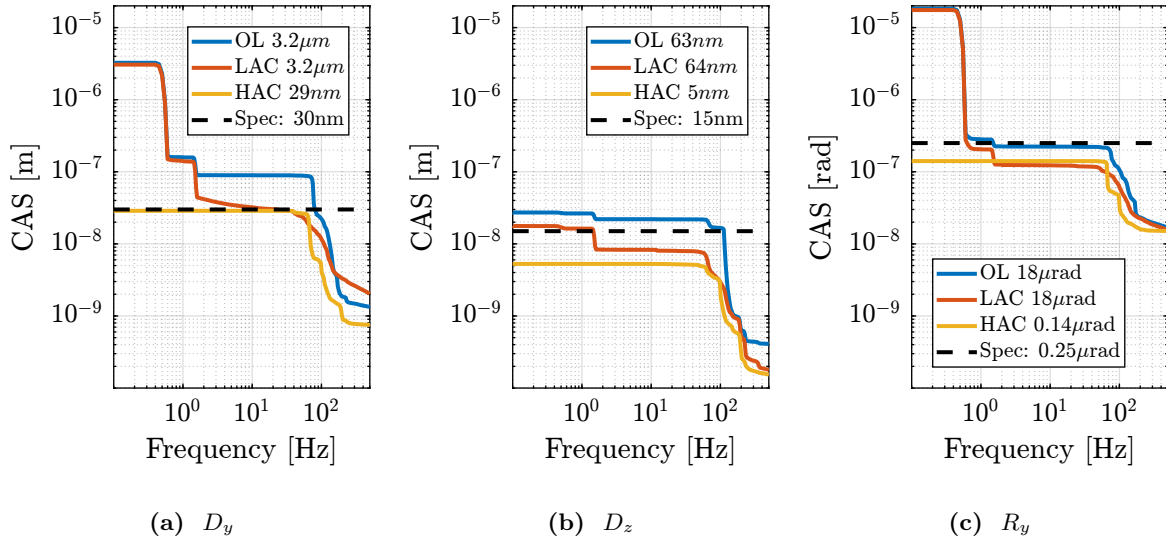 10^{-5}
10^{-6}
10^{-7}
10^{-8}
10^{-9}
CAS [m]
OL 3.2μm
LAC 3.2μm
HAC 29nm
Spec: 30nm
10^0 10^1 10^2
Frequency [Hz]
(a) D_y
10^{-5}
10^{-6}
10^{-7}
10^{-8}
10^{-9}
CAS [m]
OL 63nm
LAC 64nm
HAC 5nm
Spec: 15nm
10^0 10^1 10^2
Frequency [Hz]
(b) D_z
10^{-5}
10^{-6}
10^{-7}
10^{-8}
10^{-9}
CAS [rad]
OL 18μrad
LAC 18μrad
HAC 0.14μrad
Spec: 0.25μrad
10^0 10^1 10^2
Frequency [Hz]
(c) R_y